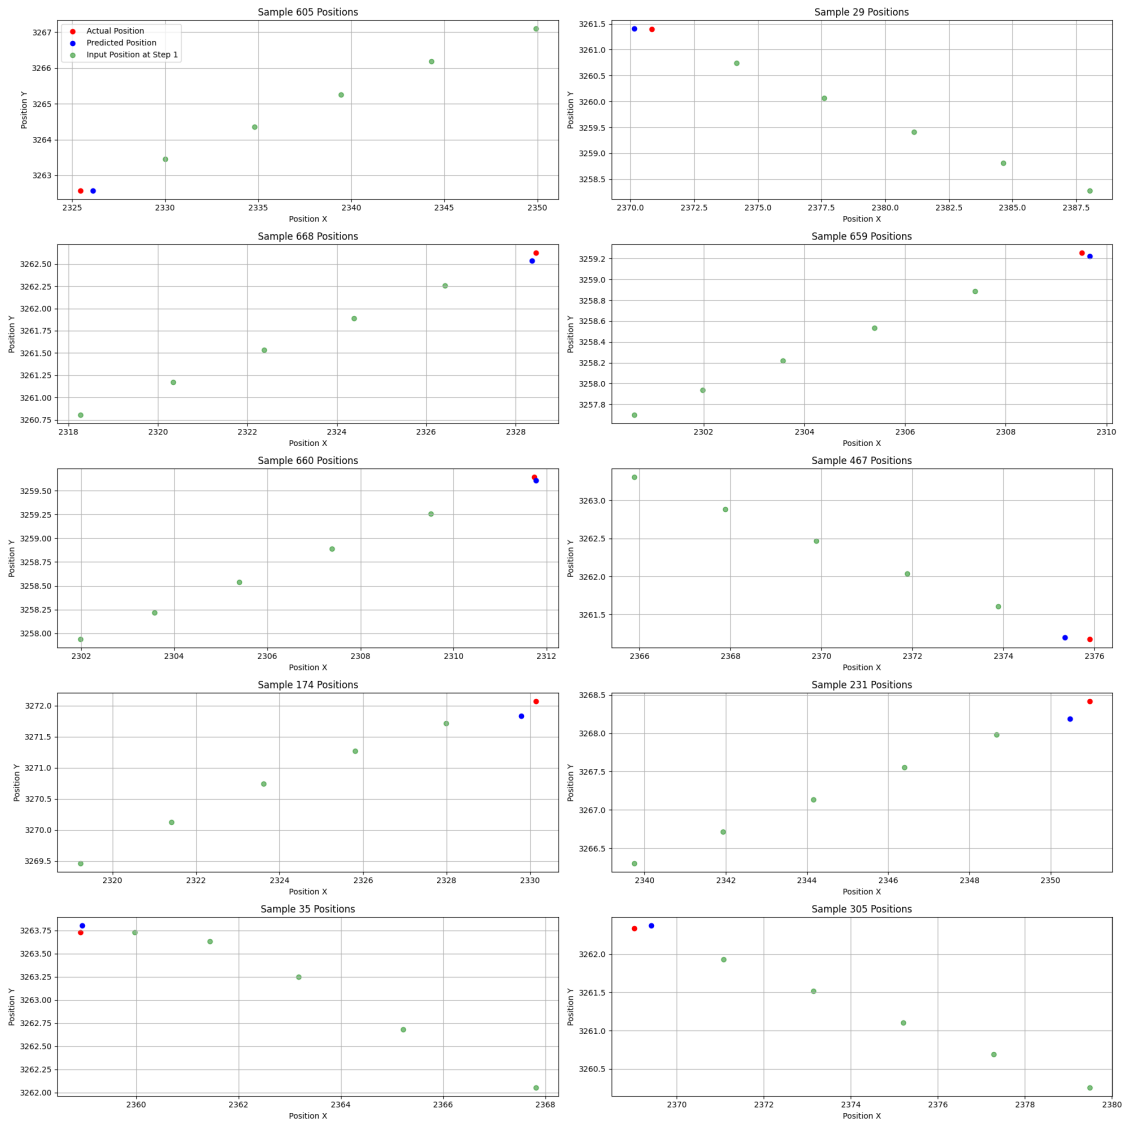 Sample 605 Positions
Actual Position
Predicted Position
Input Position at Step 1
3267
3266
3265
3264
3263
Position Y
2325 2330 2335 2340 2345 2350
Position X
Sample 29 Positions
3261.5
3261.0
3260.5
3260.0
3259.5
3259.0
3258.5
Position Y
2370.0 2372.5 2375.0 2377.5 2380.0 2382.5 2385.0 2387.5
Position X
Sample 668 Positions
3262.50
3262.25
3262.00
3261.75
3261.50
3261.25
3261.00
3260.75
Position Y
2318 2320 2322 2324 2326 2328
Position X
Sample 659 Positions
3259.2
3259.0
3258.8
3258.6
3258.4
3258.2
3258.0
3257.8
Position Y
2302 2304 2306 2308 2310
Position X
Sample 660 Positions
3259.50
3259.25
3259.00
3258.75
3258.50
3258.25
3258.00
Position Y
2302 2304 2306 2308 2310 2312
Position X
Sample 467 Positions
3263.0
3262.5
3262.0
3261.5
Position Y
2366 2368 2370 2372 2374 2376
Position X
Sample 174 Positions
3272.0
3271.5
3271.0
3270.5
3270.0
3269.5
Position Y
2320 2322 2324 2326 2328 2330
Position X
Sample 231 Positions
3268.5
3268.0
3267.5
3267.0
3266.5
Position Y
2340 2342 2344 2346 2348 2350
Position X
Sample 35 Positions
3263.75
3263.50
3263.25
3263.00
3262.75
3262.50
3262.25
3262.00
Position Y
2360 2362 2364 2366 2368
Position X
Sample 305 Positions
3262.0
3261.5
3261.0
3260.5
Position Y
2370 2372 2374 2376 2378 2380
Position X